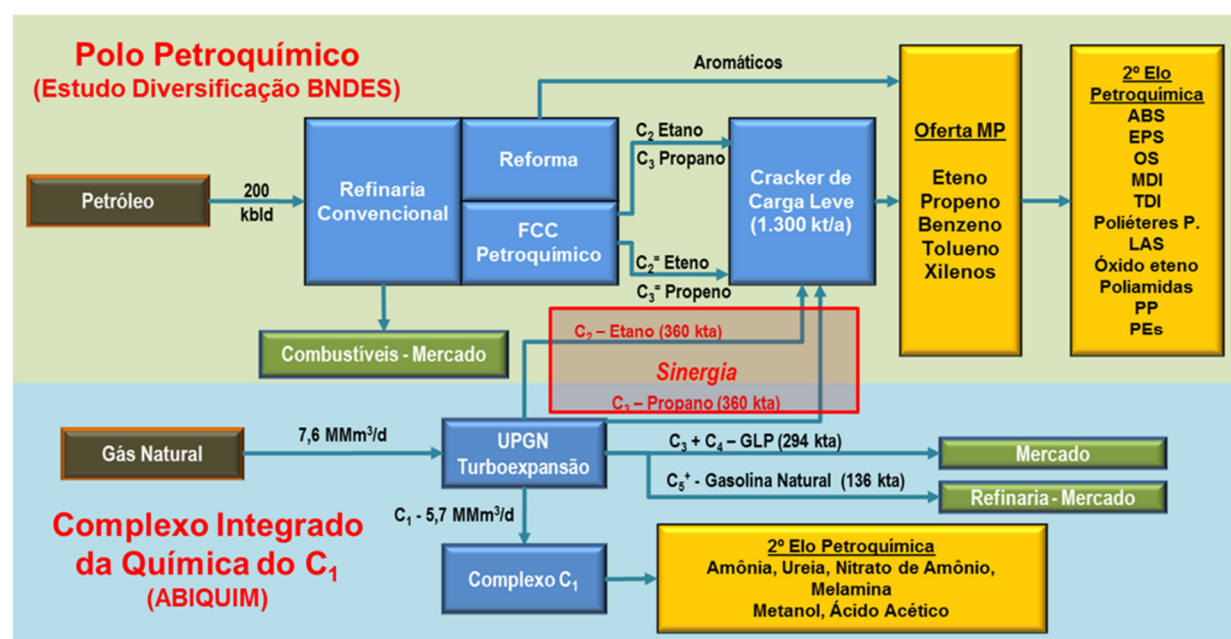 Polo Petroquímico
(Estudo Diversificação BNDES)
Petróleo
200
kbld
Refinaria
Convencional
Reforma
FCC
Petroquímico
Aromáticos
C₂ Etano
C₃ Propano
C₂⁼ Eteno
C₃⁼ Propeno
Cracker de
Carga Leve
(1.300 kt/a)
Oferta MP
Eteno
Propeno
Benzeno
Tolueno
Xilenos
2º Elo
Petroquímica
ABS
EPS
OS
MDI
TDI
Poliéteres P.
LAS
Óxido eteno
Poliamidas
PP
PEs
Combustíveis - Mercado
C₂ – Etano (360 kta)
Sinergia
C₃ – Propano (360 kta)
Gás Natural
7,6 MMm³/d
UPGN
Turboexpansão
C₃ + C₄ – GLP (294 kta)
Mercado
C₅⁺ - Gasolina Natural (136 kta)
Refinaria - Mercado
C₁ - 5,7 MMm³/d
Complexo Integrado
da Química do C₁
(ABIQUIM)
Complexo C₁
2º Elo Petroquímica
Amônia, Ureia, Nitrato de Amônio,
Melamina
Metanol, Ácido Acético